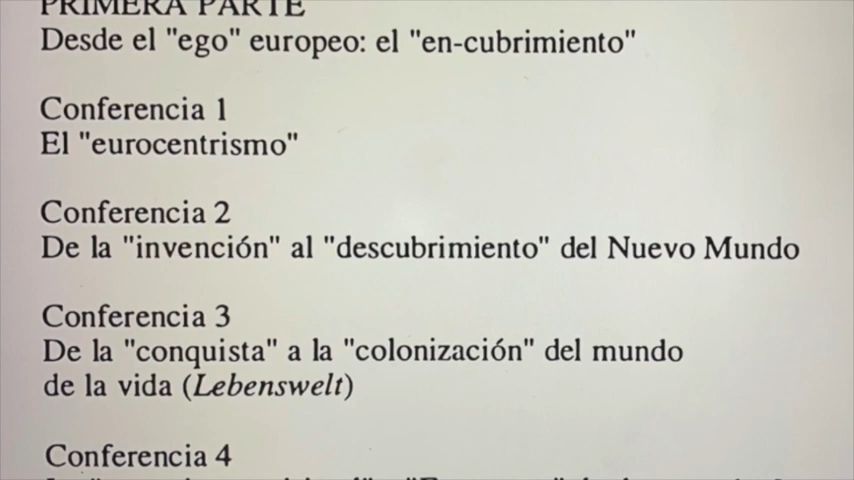 PRIMERA PARTE
Desde el "ego" europeo: el "en-cubrimiento"
Conferencia 1
El "eurocentrismo"
Conferencia 2
De la "invención" al "descubrimiento" del Nuevo Mundo
Conferencia 3
De la "conquista" a la "colonización" del mundo
de la vida (Lebenswelt)
Conferencia 4